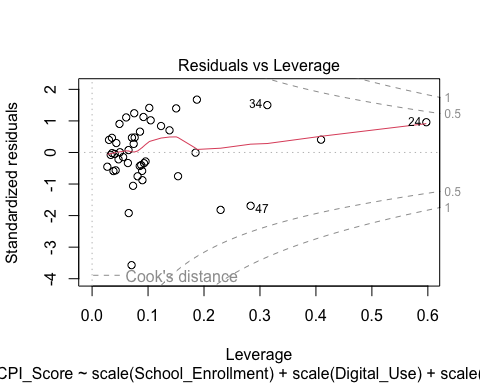 Residuals vs Leverage
Standardized residuals
2
1
0
-1
-2
-3
-4
34
24
47
1
0.5
0.5
1
Cook's distance
0.0 0.1 0.2 0.3 0.4 0.5 0.6
Leverage
CPI_Score ~ scale(School_Enrollment) + scale(Digital_Use) + scale(